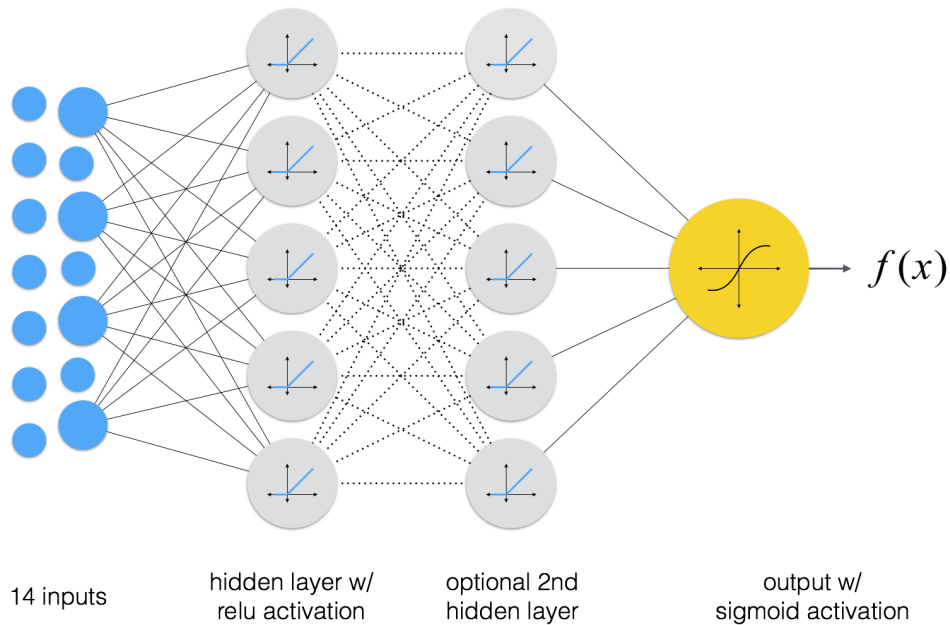 f(x)
14 inputs
hidden layer w/
relu activation
optional 2nd
hidden layer
output w/
sigmoid activation